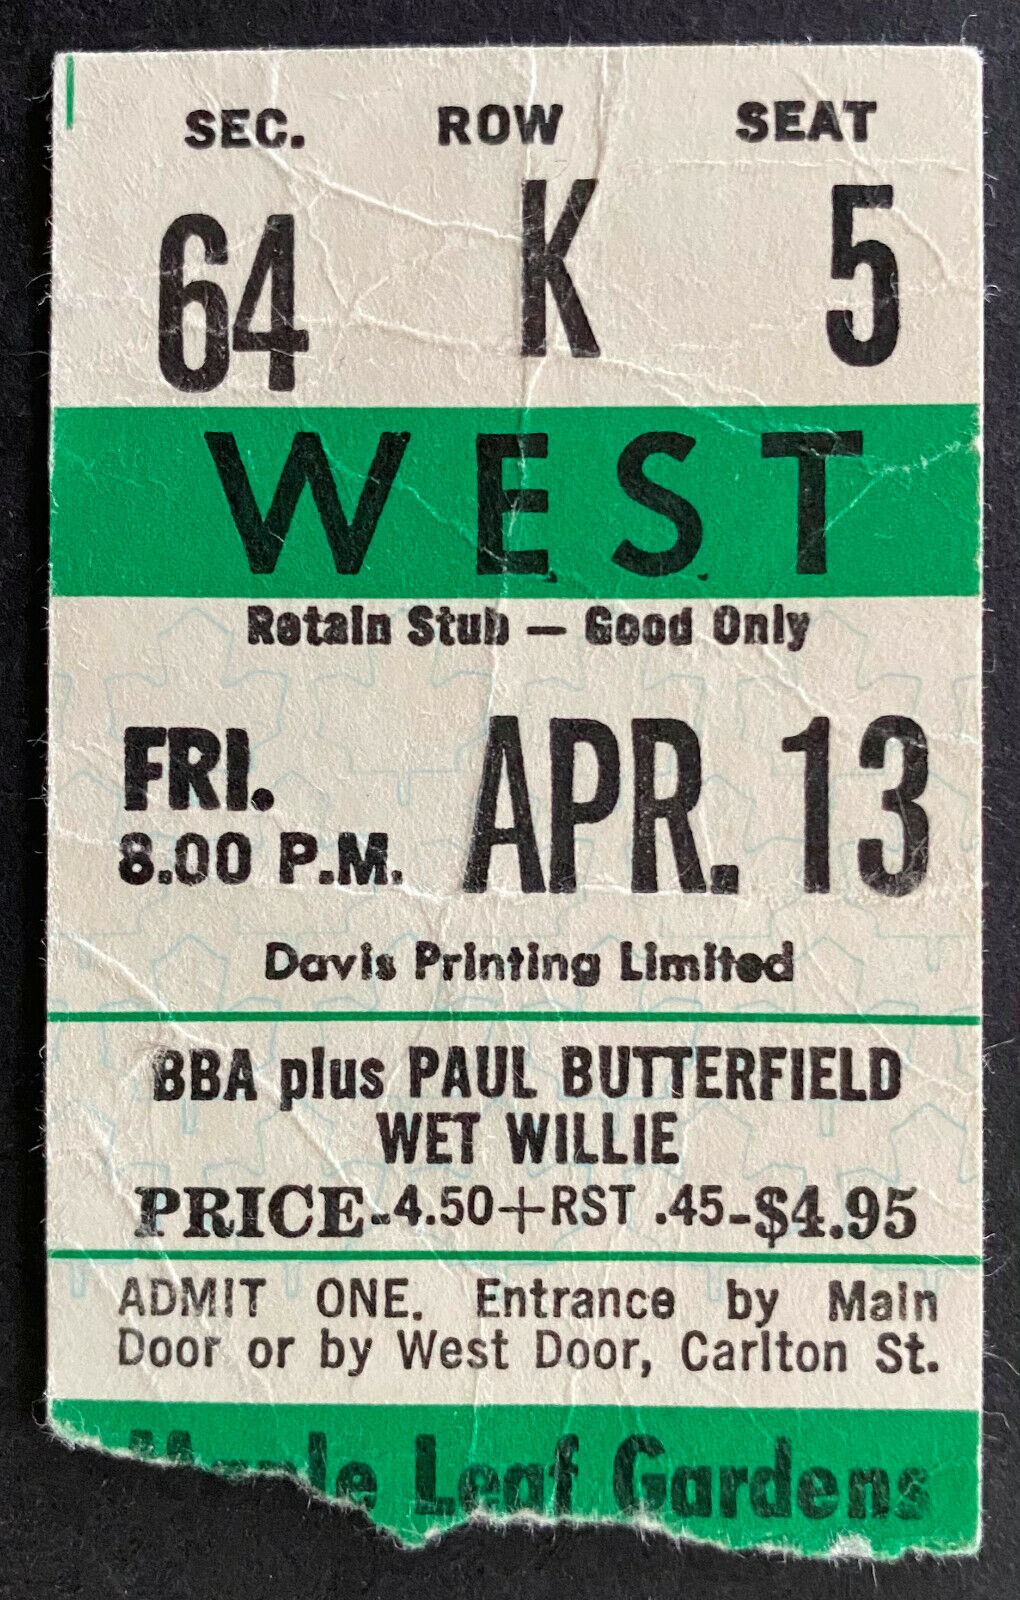 SEC. ROW SEAT
64 K 5
WEST
Retain Stub — Good Only
FRI. APR. 13
8.00 P.M.
Davis Printing Limited
BBA plus PAUL BUTTERFIELD
WET WILLIE
PRICE-4.50+RST .45-$4.95
ADMIT ONE. Entrance by Main
Door or by West Door, Carlton St.
Maple Leaf Gardens